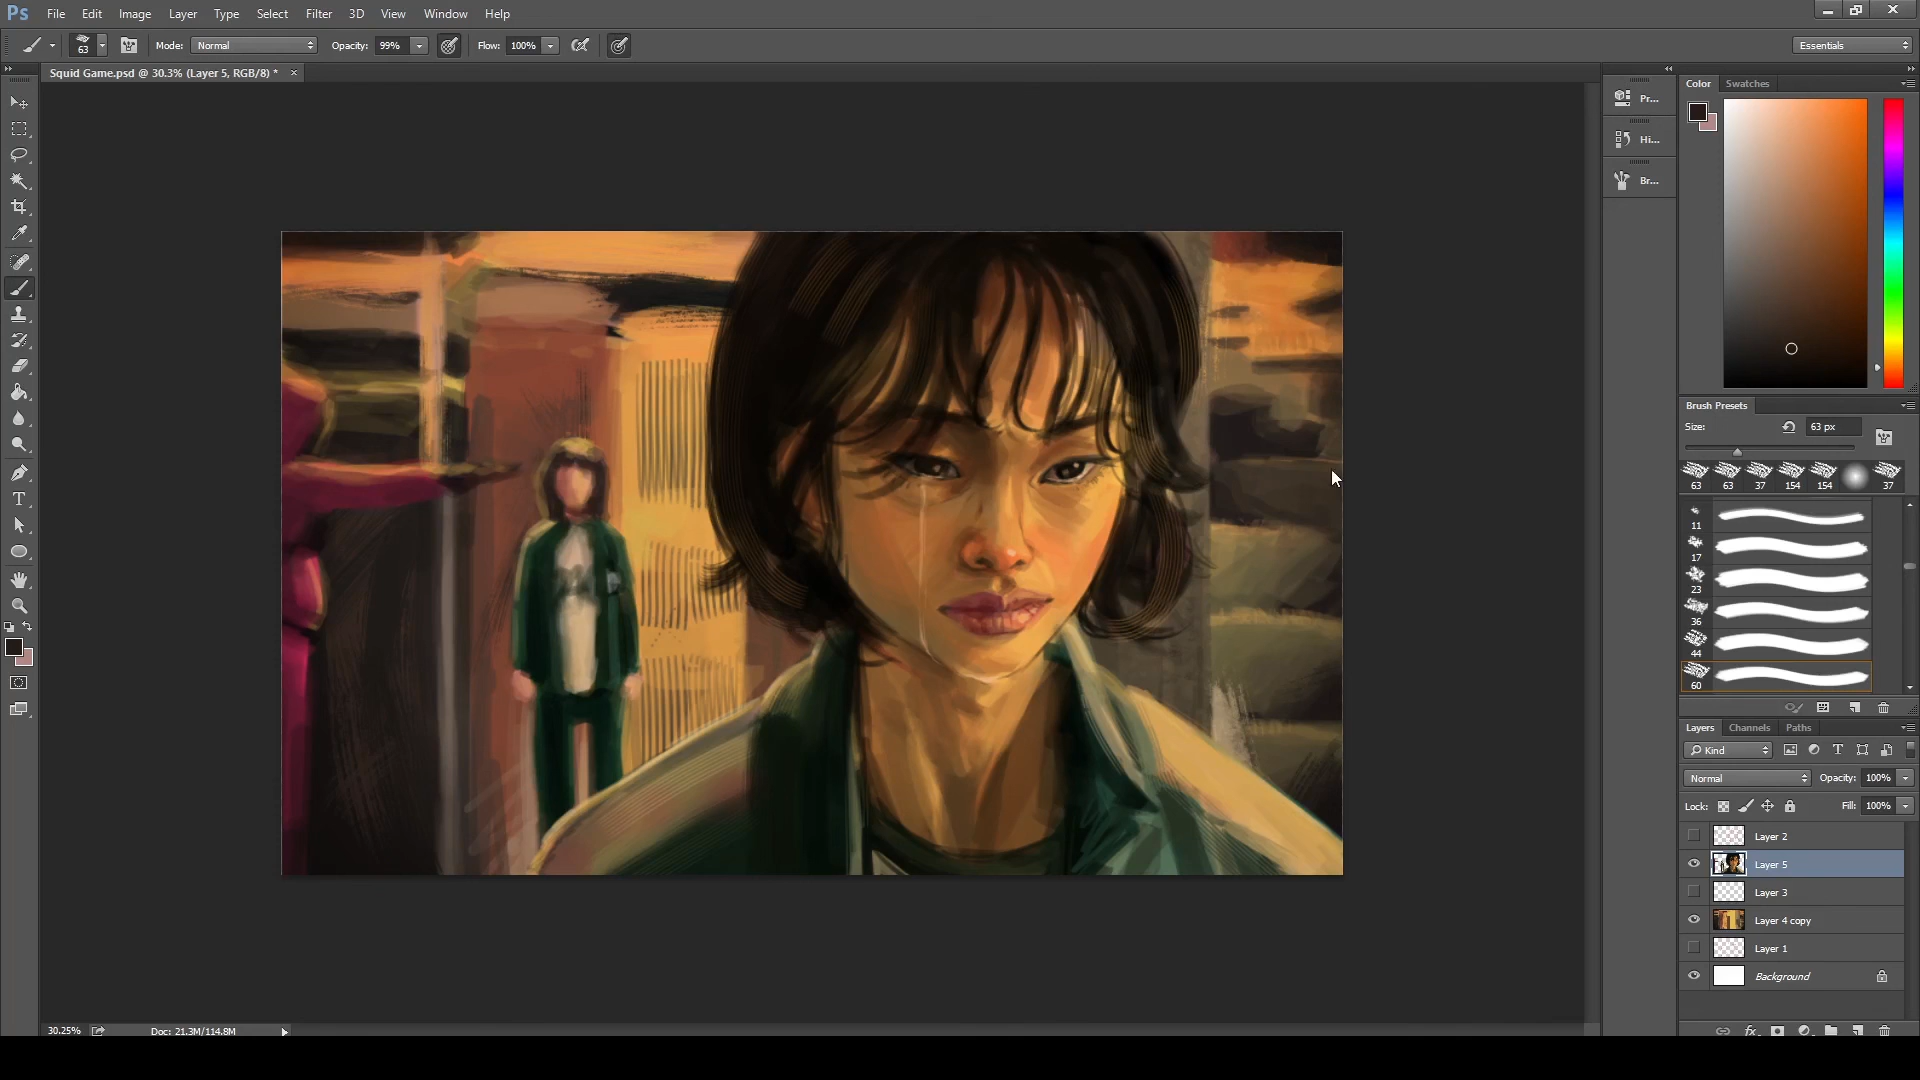 Ps File Edit Image Layer Type Select Filter 3D View Window Help
63 Mode: Normal Opacity: 99% Flow: 100% Essentials
Squid Game.psd @ 30.3% (Layer 5, RGB/8) * ×
Color Swatches
Pr...
Hi...
Br...
Brush Presets
Size: 63 px
63 63 37 154 154 37
11
17
23
36
44
60
Layers Channels Paths
Kind
Normal Opacity: 100%
Lock: Fill: 100%
Layer 2
Layer 5
Layer 3
Layer 4 copy
Layer 1
Background
30.25% Doc: 21.3M/114.8M